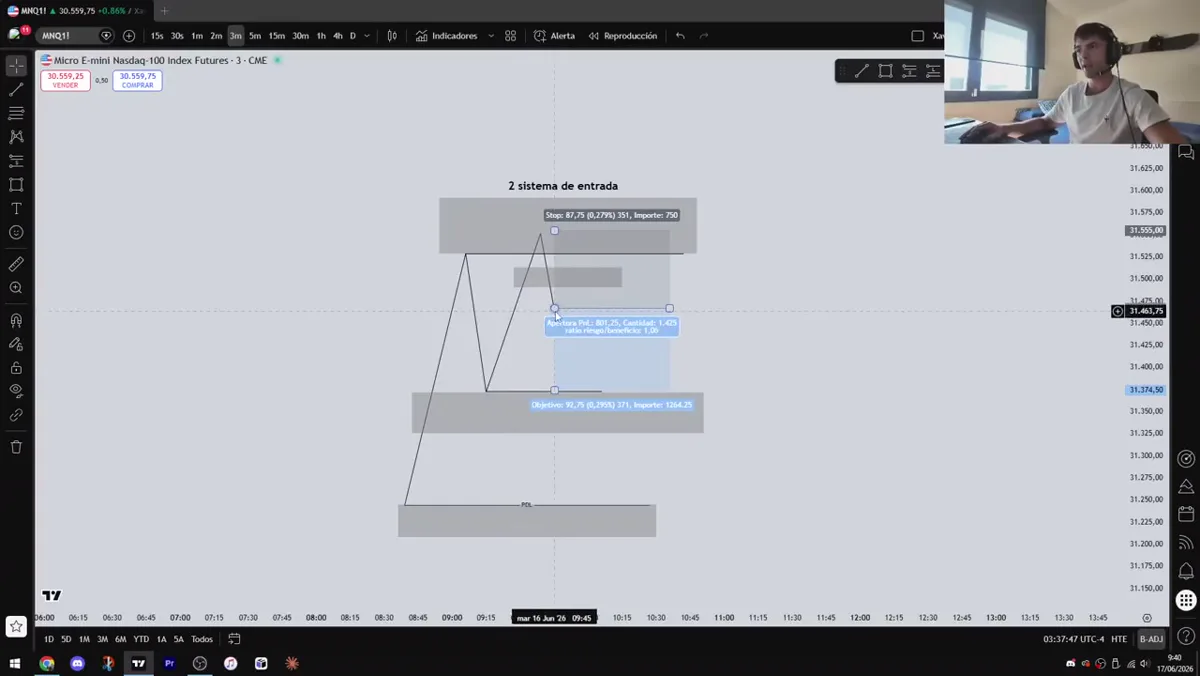 MNQ1! ▲ 30.559,75 +0.86% / Xa
11
MNQ1!
15s 30s 1m 2m 3m 5m 15m 30m 1h 4h D
Indicadores
Alerta
Reproducción
Xav
Micro E-mini Nasdaq-100 Index Futures · 3 · CME
30.559,25
VENDER
0,50
30.559,75
COMPRAR
2 sistema de entrada
Stop: 87,75 (0,279%) 351, Importe: 750
Apertura PnL: 801,25, Cantidad: 1.425
ratio riesgo/beneficio: 1,06
Objetivo: 92,75 (0,295%) 371, Importe: 1264.25
PDL
31.650,00
31.625,00
31.600,00
31.575,00
31.555,00
31.525,00
31.500,00
31.475,00
31.463,75
31.450,00
31.425,00
31.400,00
31.374,50
31.350,00
31.325,00
31.300,00
31.275,00
31.250,00
31.225,00
31.200,00
31.175,00
31.150,00
06:00 06:15 06:30 06:45 07:00 07:15 07:30 07:45 08:00 08:15 08:30 08:45 09:00 09:15 mar 16 Jun '26 09:45 10:15 10:30 10:45 11:00 11:15 11:30 11:45 12:00 12:15 12:30 12:45 13:00 13:15 13:30 13:45
1D 5D 1M 3M 6M YTD 1A 5A Todos
03:37:47 UTC-4 HTE B-ADJ
Pr
9:40
17/06/2026